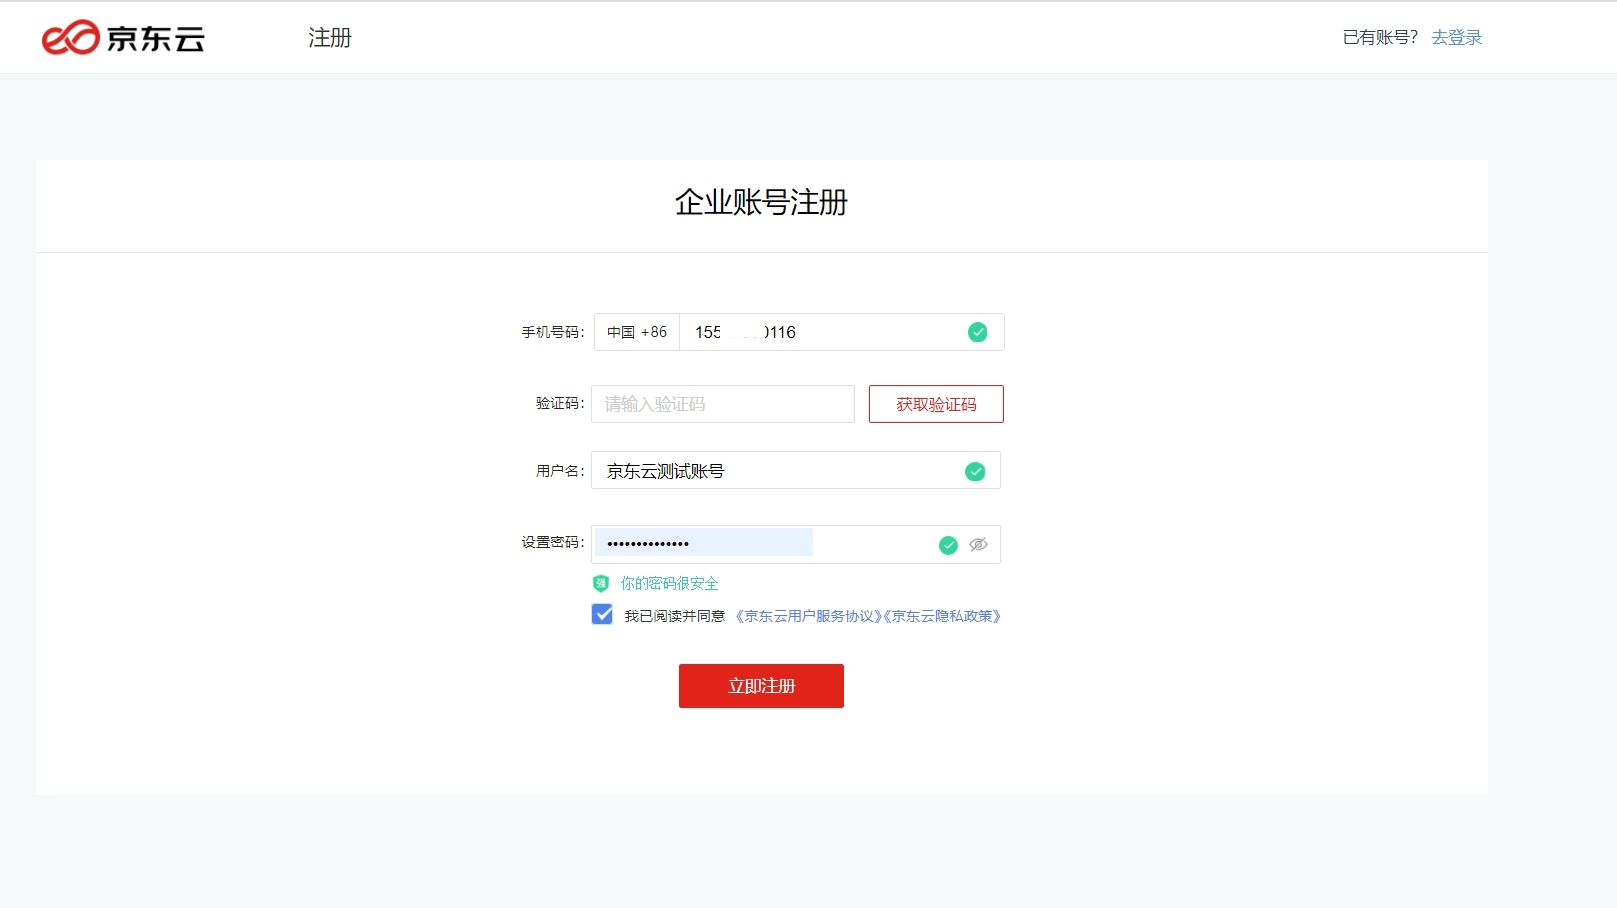 京东云 注册 已有账号? 去登录
企业账号注册
手机号码: 中国 +86 155 0116
验证码: 请输入验证码 获取验证码
用户名: 京东云测试账号
设置密码: ••••••••••••••
强 你的密码很安全
我已阅读并同意 《京东云用户服务协议》《京东云隐私政策》
立即注册